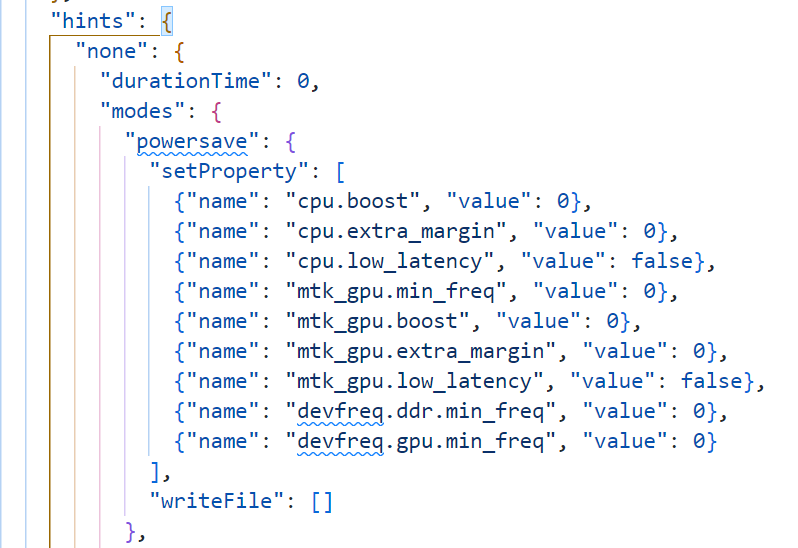 "hints": {
"none": {
"durationTime": 0,
"modes": {
"powersave": {
"setProperty": [
{"name": "cpu.boost", "value": 0},
{"name": "cpu.extra_margin", "value": 0},
{"name": "cpu.low_latency", "value": false},
{"name": "mtk_gpu.min_freq", "value": 0},
{"name": "mtk_gpu.boost", "value": 0},
{"name": "mtk_gpu.extra_margin", "value": 0},
{"name": "mtk_gpu.low_latency", "value": false},
{"name": "devfreq.ddr.min_freq", "value": 0},
{"name": "devfreq.gpu.min_freq", "value": 0}
],
"writeFile": []
},